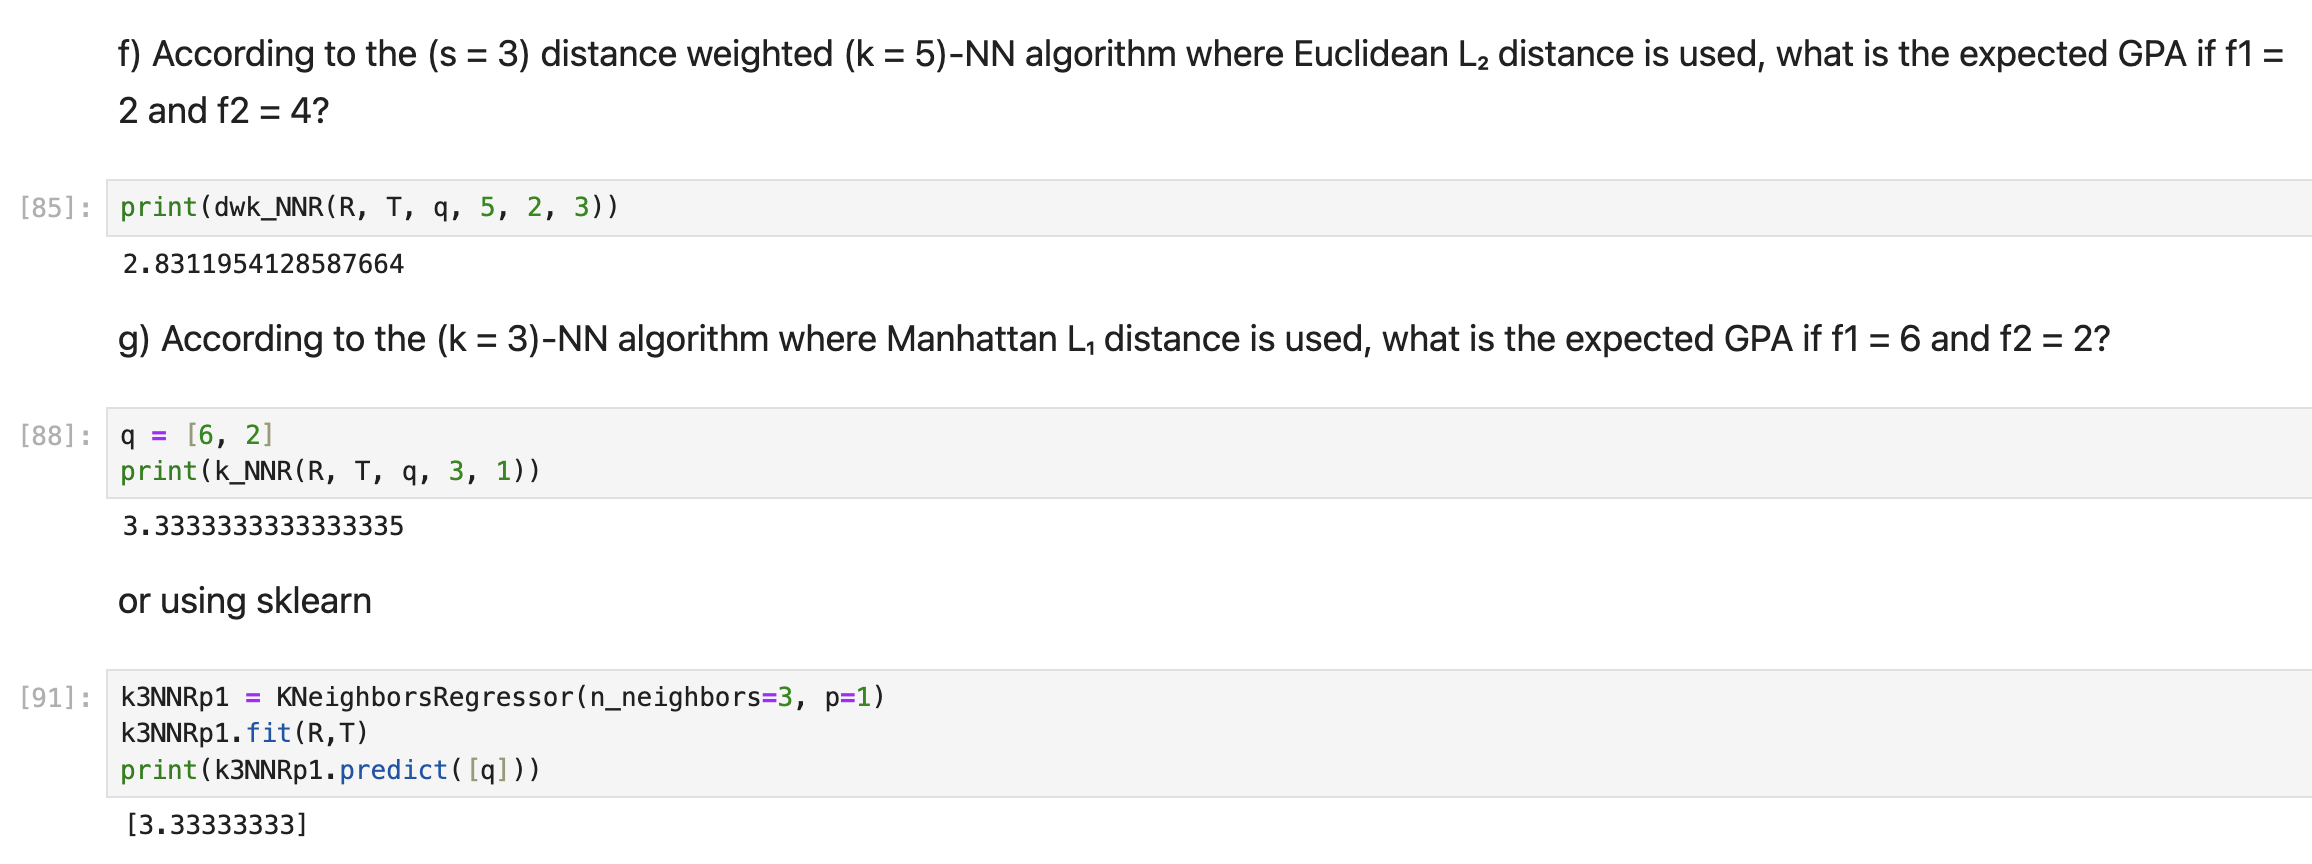 f) According to the (s = 3) distance weighted (k = 5)-NN algorithm where Euclidean L₂ distance is used, what is the expected GPA if f1 =
2 and f2 = 4?
[85]: print(dwk_NNR(R, T, q, 5, 2, 3))
2.8311954128587664
g) According to the (k = 3)-NN algorithm where Manhattan L₁ distance is used, what is the expected GPA if f1 = 6 and f2 = 2?
[88]: q = [6, 2]
print(k_NNR(R, T, q, 3, 1))
3.3333333333333335
or using sklearn
[91]: k3NNRp1 = KNeighborsRegressor(n_neighbors=3, p=1)
k3NNRp1.fit(R,T)
print(k3NNRp1.predict([q]))
[3.33333333]